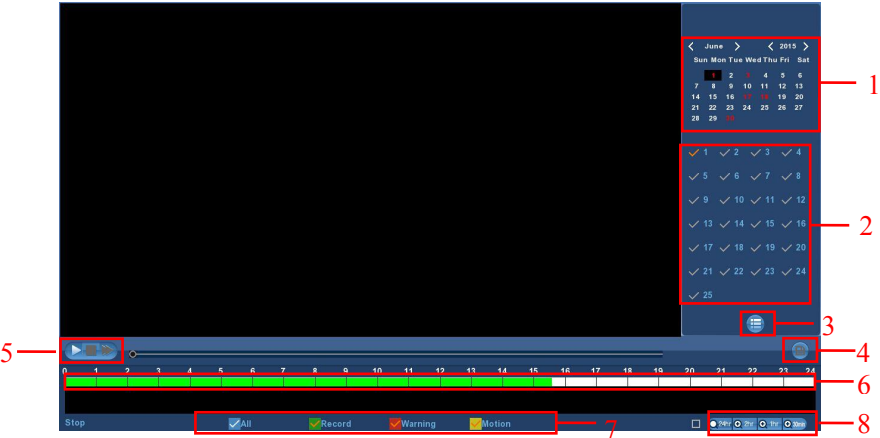 June 2015
Sun Mon Tue Wed Thu Fri Sat
1 2 3 4 5 6
7 8 9 10 11 12 13
14 15 16 17 18 19 20
21 22 23 24 25 26 27
28 29 30
1
1 2 3 4
5 6 7 8
9 10 11 12
13 14 15 16
2
17 18 19 20
21 22 23 24
25
3
5
4
0 1 2 3 4 5 6 7 8 9 10 11 12 13 14 15 16 17 18 19 20 21 22 23 24
6
Stop All Record Warning Motion
7
24hr 2hr 1hr 30mi
8